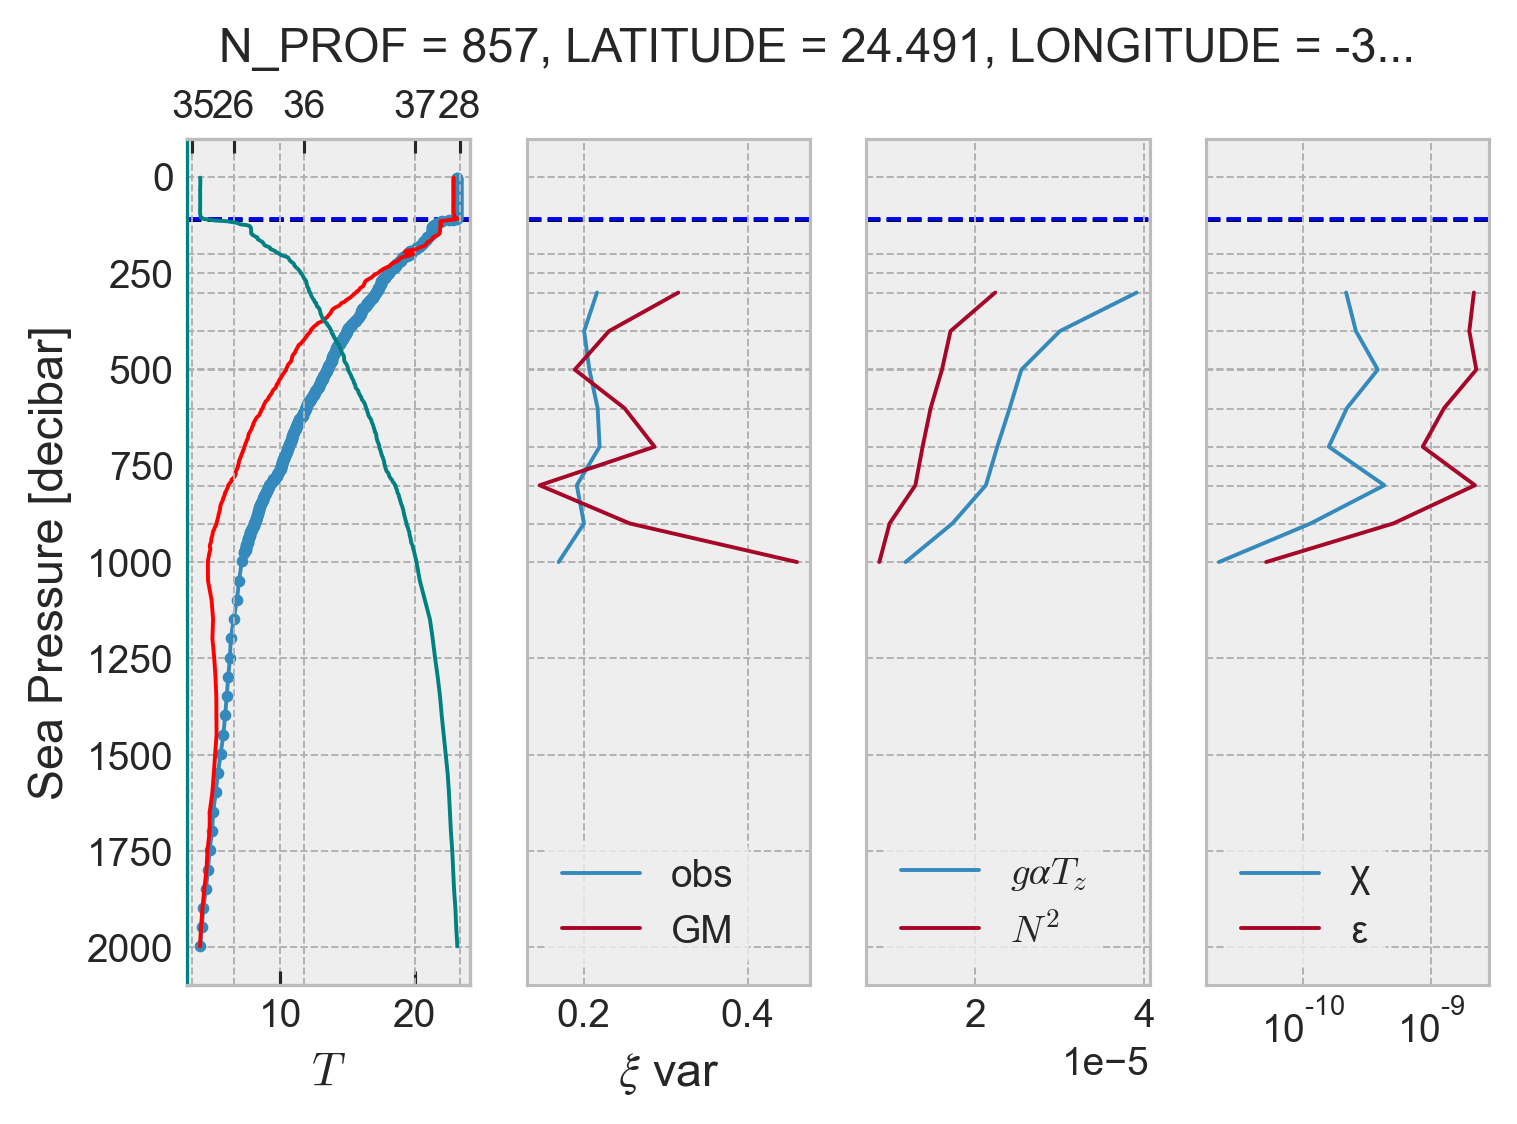 N_PROF = 857, LATITUDE = 24.491, LONGITUDE = -3...
35 26 36 37 28
0
250
500
750
1000
1250
1500
1750
2000
Sea Pressure [decibar]
10 20
T
obs
GM
0.2 0.4
ξ var
gαT_z
N²
2 4
1e−5
χ
ε
10⁻¹⁰ 10⁻⁹